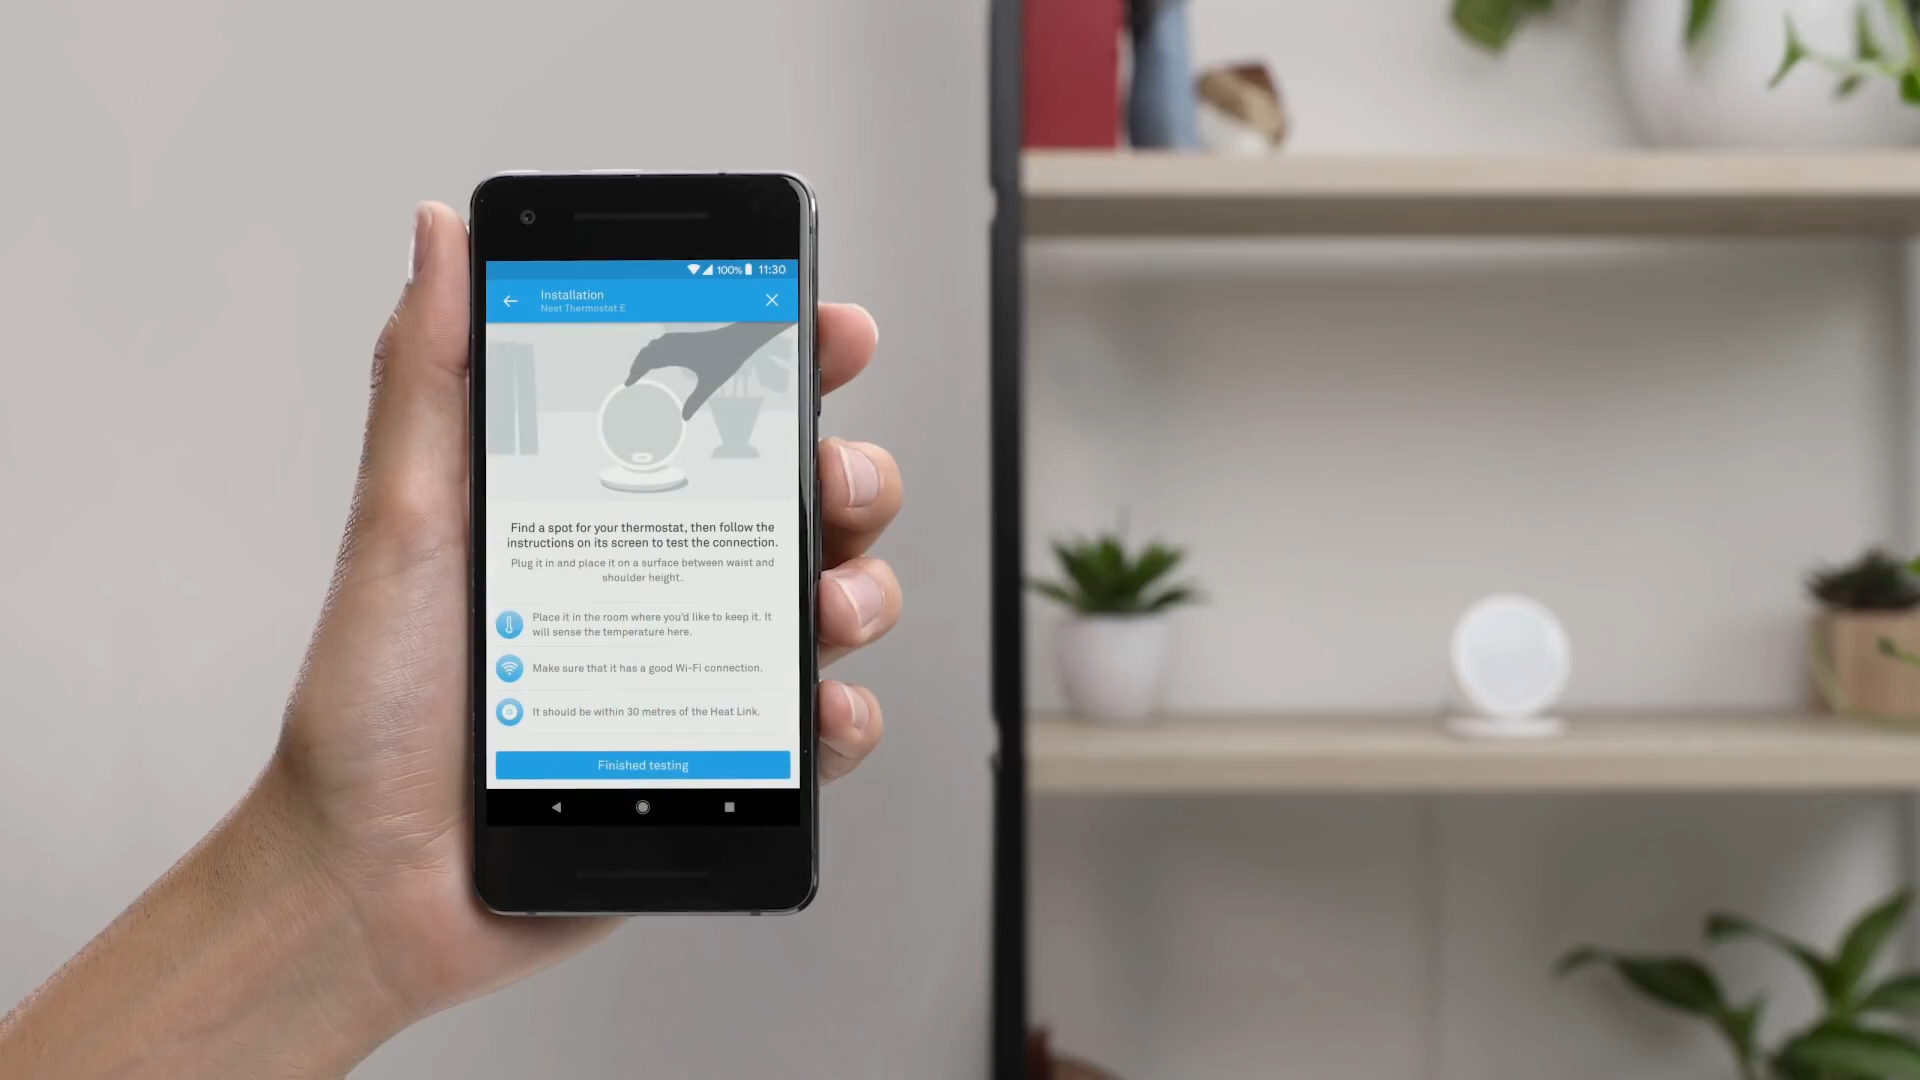 100% 11:30
Installation
Nest Thermostat E
Find a spot for your thermostat, then follow the
instructions on its screen to test the connection.
Plug it in and place it on a surface between waist and
shoulder height.
Place it in the room where you'd like to keep it. It
will sense the temperature here.
Make sure that it has a good Wi-Fi connection.
It should be within 30 metres of the Heat Link.
Finished testing